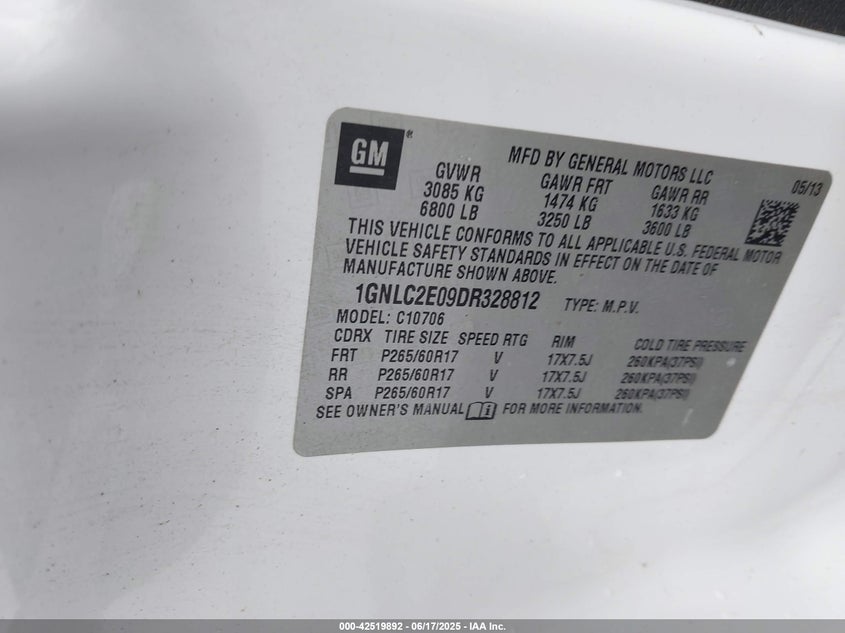 GM ®
MFD BY GENERAL MOTORS LLC
05/13
GVWR GAWR FRT GAWR RR
3085 KG 1474 KG 1633 KG
6800 LB 3250 LB 3600 LB
THIS VEHICLE CONFORMS TO ALL APPLICABLE U.S. FEDERAL MOTOR
VEHICLE SAFETY STANDARDS IN EFFECT ON THE DATE OF
MANUFACTURE SHOWN ABOVE.
1GNLC2E09DR328812 TYPE: M.P.V.
MODEL: C10706
CDRX TIRE SIZE SPEED RTG RIM COLD TIRE PRESSURE
FRT P265/60R17 V 17X7.5J 260KPA(37PSI)
RR P265/60R17 V 17X7.5J 260KPA(37PSI)
SPA P265/60R17 V 17X7.5J 260KPA(37PSI)
SEE OWNER'S MANUAL FOR MORE INFORMATION.
000-42519892 - 06/17/2025 - IAA Inc.